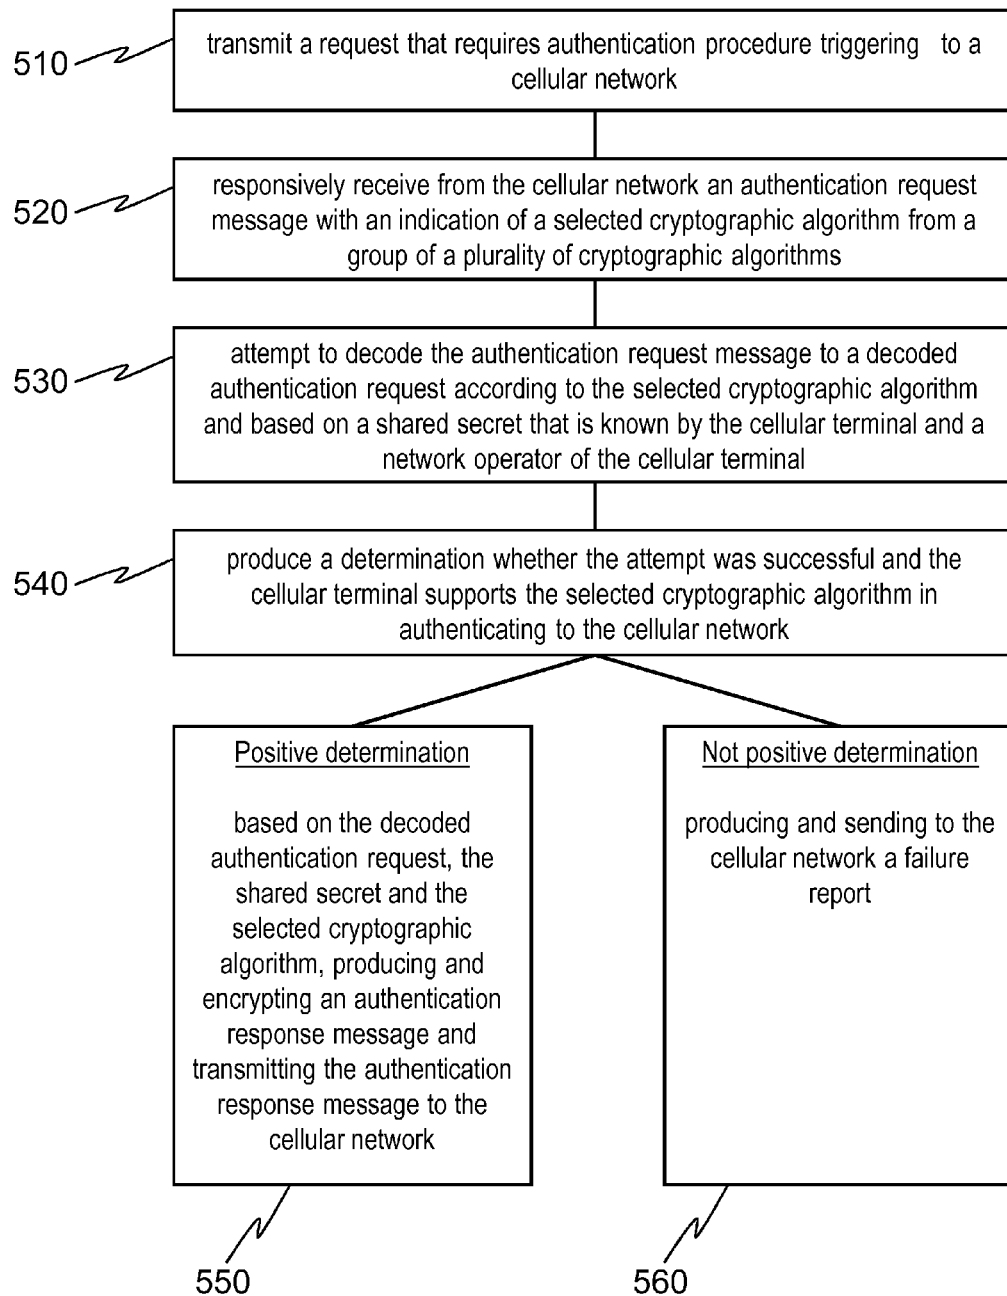 510
transmit a request that requires authentication procedure triggering to a
cellular network
520
responsively receive from the cellular network an authentication request
message with an indication of a selected cryptographic algorithm from a
group of a plurality of cryptographic algorithms
530
attempt to decode the authentication request message to a decoded
authentication request according to the selected cryptographic algorithm
and based on a shared secret that is known by the cellular terminal and a
network operator of the cellular terminal
540
produce a determination whether the attempt was successful and the
cellular terminal supports the selected cryptographic algorithm in
authenticating to the cellular network
Positive determination
based on the decoded
authentication request, the
shared secret and the
selected cryptographic
algorithm, producing and
encrypting an authentication
response message and
transmitting the authentication
response message to the
cellular network
550
Not positive determination
producing and sending to the
cellular network a failure
report
560